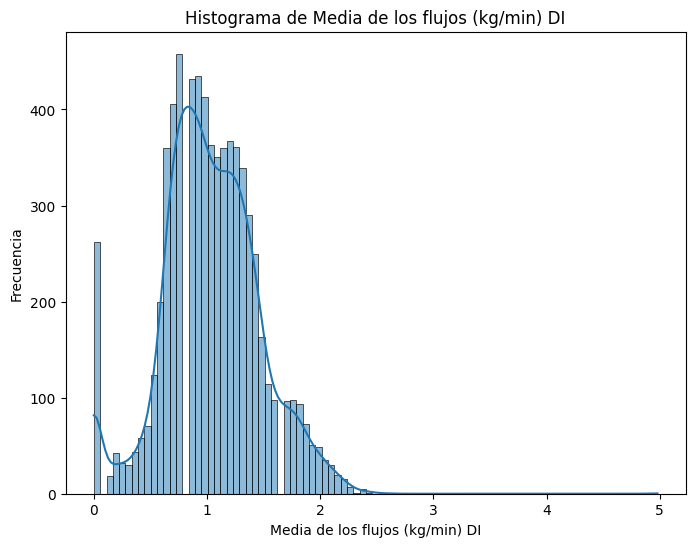 Histograma de Media de los flujos (kg/min) DI
Frecuencia
400
300
200
100
0
0 1 2 3 4 5
Media de los flujos (kg/min) DI